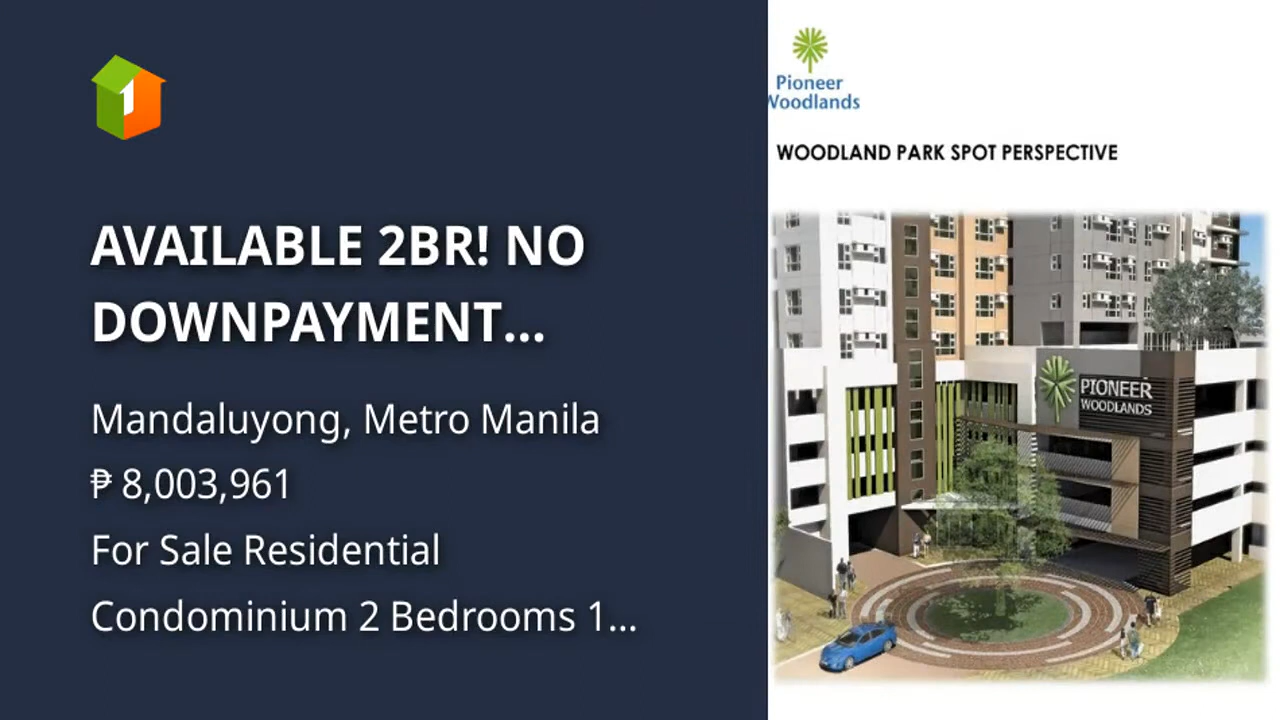 AVAILABLE 2BR! NO
DOWNPAYMENT...
Mandaluyong, Metro Manila
₱ 8,003,961
For Sale Residential
Condominium 2 Bedrooms 1...
Pioneer
Woodlands
WOODLAND PARK SPOT PERSPECTIVE
PIONEER
WOODLANDS